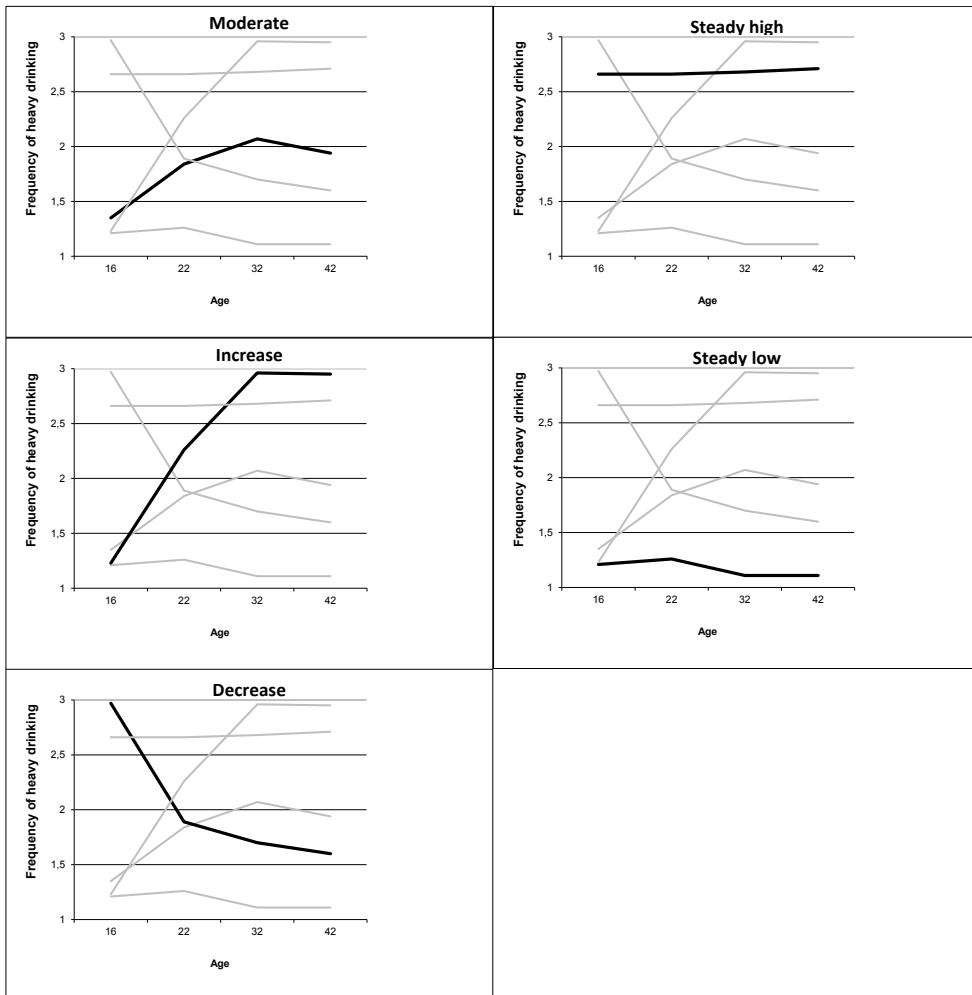 Moderate
Frequency of heavy drinking
3
2,5
2
1,5
1
16 22 32 42
Age
Steady high
Frequency of heavy drinking
3
2,5
2
1,5
1
16 22 32 42
Age
Increase
Frequency of heavy drinking
3
2,5
2
1,5
1
16 22 32 42
Age
Steady low
Frequency of heavy drinking
3
2,5
2
1,5
1
16 22 32 42
Age
Decrease
Frequency of heavy drinking
3
2,5
2
1,5
1
16 22 32 42
Age